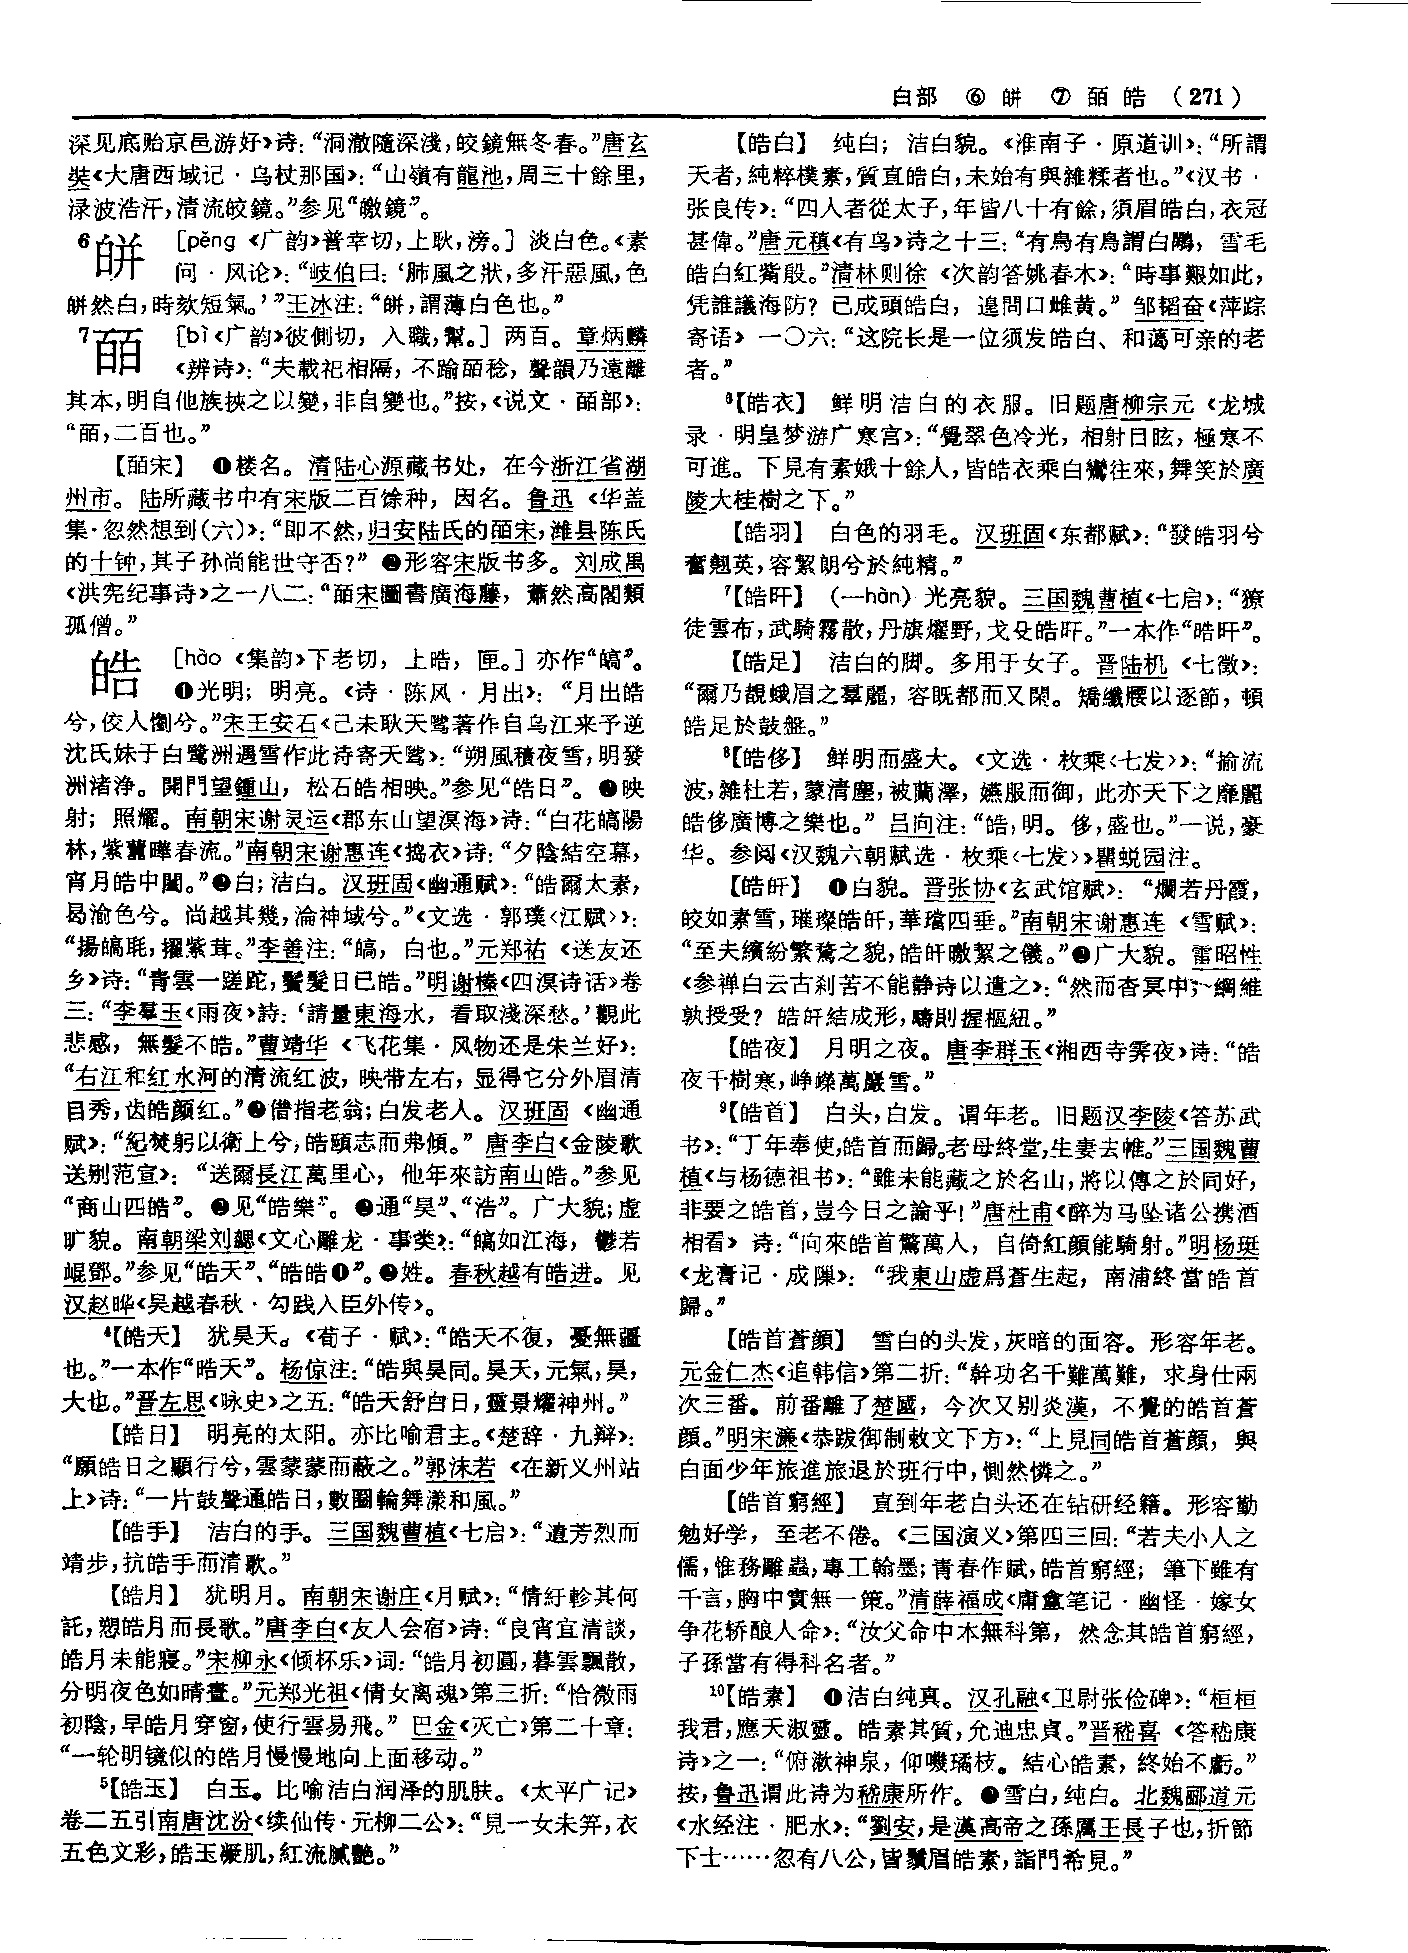 白部 ⑥皏 ⑦皕皓 (271)
深见底贻京邑游好》诗：“洞澈隨深淺，皎鏡無冬春。”唐玄
奘《大唐西域记·乌杖那国》：“山嶺有龍池，周三十餘里，
渌波浩汗，清流皎鏡。”参见“皦鏡”。
6皏 [pěng《广韵》普幸切，上耿，滂。] 淡白色。《素
问·风论》：“岐伯曰：‘肺風之狀，多汗惡風，色
皏然白，時欬短氣。’”王冰注：“皏，謂薄白色也。”
7皕 [bì《广韵》彼側切，入職，幫。] 两百。章炳麟
《辨诗》：“夫載祀相隔，不踰皕稔，聲韻乃遠離
其本，明自他族挾之以變，非自變也。”按，《说文·皕部》：
“皕，二百也。”
【皕宋】 ❶楼名。清陆心源藏书处，在今浙江省湖
州市。陆所藏书中有宋版二百馀种，因名。鲁迅《华盖
集·忽然想到（六）》：“即不然，归安陆氏的皕宋，潍县陈氏
的十钟，其子孙尚能世守否？” ❷形容宋版书多。刘成禺
《洪宪纪事诗》之一八二：“皕宋圖書廣海藤，蕭然高閣類
孤僧。”
皓 [hào《集韵》下老切，上晧，匣。] 亦作“皜”。
❶光明；明亮。《诗·陈风·月出》：“月出皓
兮，佼人懰兮。”宋王安石《己未耿天骘著作自乌江来予逆
沈氏妹于白鹭洲遇雪作此诗寄天骘》：“朔風積夜雪，明發
洲渚净。開門望鍾山，松石皓相映。”参见“皓日”。 ❷映
射；照耀。南朝宋谢灵运《郡东山望溟海》诗：“白花皜陽
林，紫虈曄春流。”南朝宋谢惠连《捣衣》诗：“夕陰結空幕，
宵月皓中閨。”❸白；洁白。汉班固《幽通赋》：“皓爾太素，
曷渝色兮。尚越其幾，淪神域兮。”《文选·郭璞〈江赋〉》：
“揚皜毦，擢紫茸。”李善注：“皜，白也。”元郑祐《送友还
乡》诗：“青雲一蹉跎，鬢髮日已皓。”明谢榛《四溟诗话》卷
三：“李羣玉《雨夜》詩：‘請量東海水，看取淺深愁。’觀此
悲感，無髮不皓。”曹靖华《飞花集·风物还是朱兰好》：
“右江和红水河的清流红波，映带左右，显得它分外眉清
目秀，齿皓颜红。”❹借指老翁；白发老人。汉班固《幽通
赋》：“紀焚躬以衛上兮，皓頤志而弗傾。” 唐李白《金陵歌
送别范宣》：“送爾長江萬里心，他年來訪南山皓。”参见
“商山四皓”。 ❺见“皓樂”。 ❻通“昊”、“浩”。广大貌；虚
旷貌。南朝梁刘勰《文心雕龙·事类》：“皜如江海，鬱若
崐鄧。”参见“皓天”、“皓皓❶”。❼姓。春秋越有皓进。见
汉赵晔《吴越春秋·勾践入臣外传》。
4【皓天】 犹昊天。《荀子·赋》：“皓天不復，憂無疆
也。”一本作“晧天”。杨倞注：“皓與昊同。昊天，元氣，昊，
大也。”晋左思《咏史》之五：“皓天舒白日，靈景燿神州。”
【皓日】 明亮的太阳。亦比喻君主。《楚辞·九辩》：
“願皓日之顯行兮，雲蒙蒙而蔽之。”郭沫若《在新义州站
上》诗：“一片鼓聲通皓日，數圈輪舞漾和風。”
【皓手】 洁白的手。三国魏曹植《七启》：“遺芳烈而
靖步，抗皓手而清歌。”
【皓月】 犹明月。南朝宋谢庄《月赋》：“情紆軫其何
託，愬皓月而長歌。”唐李白《友人会宿》诗：“良宵宜清談，
皓月未能寢。”宋柳永《倾杯乐》词：“皓月初圓，暮雲飄散，
分明夜色如晴晝。”元郑光祖《倩女离魂》第三折：“恰微雨
初陰，早皓月穿窗，使行雲易飛。” 巴金《灭亡》第二十章：
“一轮明镜似的皓月慢慢地向上面移动。”
5【皓玉】 白玉。比喻洁白润泽的肌肤。《太平广记》
卷二五引南唐沈汾《续仙传·元柳二公》：“見一女未笄，衣
五色文彩，皓玉凝肌，紅流膩艷。”
【皓白】 纯白；洁白貌。《淮南子·原道训》：“所謂
天者，純粹樸素，質直皓白，未始有與雜糅者也。”《汉书·
张良传》：“四人者從太子，年皆八十有餘，須眉皓白，衣冠
甚偉。”唐元稹《有鸟》诗之十三：“有鳥有鳥謂白鷴，雪毛
皓白紅觜殷。”清林则徐《次韵答姚春木》：“時事艱如此，
凭誰議海防？已成頭皓白，遑問口雌黄。” 邹韬奋《萍踪
寄语》一〇六：“这院长是一位须发皓白、和蔼可亲的老
者。”
6【皓衣】 鲜明洁白的衣服。旧题唐柳宗元《龙城
录·明皇梦游广寒宫》：“覺翠色冷光，相射目眩，極寒不
可進。下見有素娥十餘人，皆皓衣乘白鸞往來，舞笑於廣
陵大桂樹之下。”
【皓羽】 白色的羽毛。汉班固《东都赋》：“發皓羽兮
奮翹英，容絜朗兮於純精。”
7【皓旰】 （—hàn）光亮貌。三国魏曹植《七启》：“獠
徒雲布，武騎霧散，丹旗燿野，戈殳皓旰。”一本作“晧旰”。
【皓足】 洁白的脚。多用于女子。晋陆机《七徵》：
“爾乃靚蛾眉之羣麗，容既都而又閑。矯纖腰以逐節，頓
皓足於鼓盤。”
8【皓侈】 鲜明而盛大。《文选·枚乘〈七发〉》：“揄流
波，雜杜若，蒙清塵，被蘭澤，嬿服而御，此亦天下之靡麗
皓侈廣博之樂也。” 吕向注：“皓，明。侈，盛也。”一说，豪
华。参阅《汉魏六朝赋选·枚乘〈七发〉》瞿蜕园注。
【皓皔】 ❶白貌。晋张协《玄武馆赋》：“爛若丹霞，
皎如素雪，璀璨皓皔，華璫四垂。”南朝宋谢惠连《雪赋》：
“至夫繽紛繁騖之貌，皓皔曒絜之儀。”❷广大貌。雷昭性
《参禅白云古刹苦不能静诗以遣之》：“然而杳冥中，綱維
孰授受？皓皔結成形，疇則握樞紐。”
【皓夜】 月明之夜。唐李群玉《湘西寺霁夜》诗：“皓
夜千樹寒，崢嶸萬巖雪。”
9【皓首】 白头，白发。谓年老。旧题汉李陵《答苏武
书》：“丁年奉使，皓首而歸。老母終堂，生妻去帷。”三国魏曹
植《与杨德祖书》：“雖未能藏之於名山，將以傳之於同好，
非要之皓首，豈今日之論乎！”唐杜甫《醉为马坠诸公携酒
相看》诗：“向來皓首驚萬人，自倚紅顔能騎射。”明杨珽
《龙膏记·成隟》：“我東山虚爲蒼生起，南浦終當皓首
歸。”
【皓首蒼顔】 雪白的头发，灰暗的面容。形容年老。
元金仁杰《追韩信》第二折：“幹功名千難萬難，求身仕兩
次三番。前番離了楚國，今次又别炎漢，不覺的皓首蒼
顔。”明宋濂《恭跋御制敕文下方》：“上見同皓首蒼顔，與
白面少年旅進旅退於班行中，惻然憐之。”
【皓首窮經】 直到年老白头还在钻研经籍。形容勤
勉好学，至老不倦。《三国演义》第四三回：“若夫小人之
儒，惟務雕蟲，專工翰墨；青春作賦，皓首窮經；筆下雖有
千言，胸中實無一策。”清薛福成《庸盦笔记·幽怪·嫁女
争花轿酿人命》：“汝父命中本無科第，然念其皓首窮經，
子孫當有得科名者。”
10【皓素】 ❶洁白纯真。汉孔融《卫尉张俭碑》：“桓桓
我君，應天淑靈。皓素其質，允迪忠貞。”晋嵇喜《答嵇康
诗》之一：“俯漱神泉，仰嘰璚枝。結心皓素，終始不虧。”
按，鲁迅谓此诗为嵇康所作。 ❷雪白，纯白。北魏郦道元
《水经注·肥水》：“劉安，是漢高帝之孫厲王長子也，折節
下士……忽有八公，皆鬚眉皓素，詣門希見。”